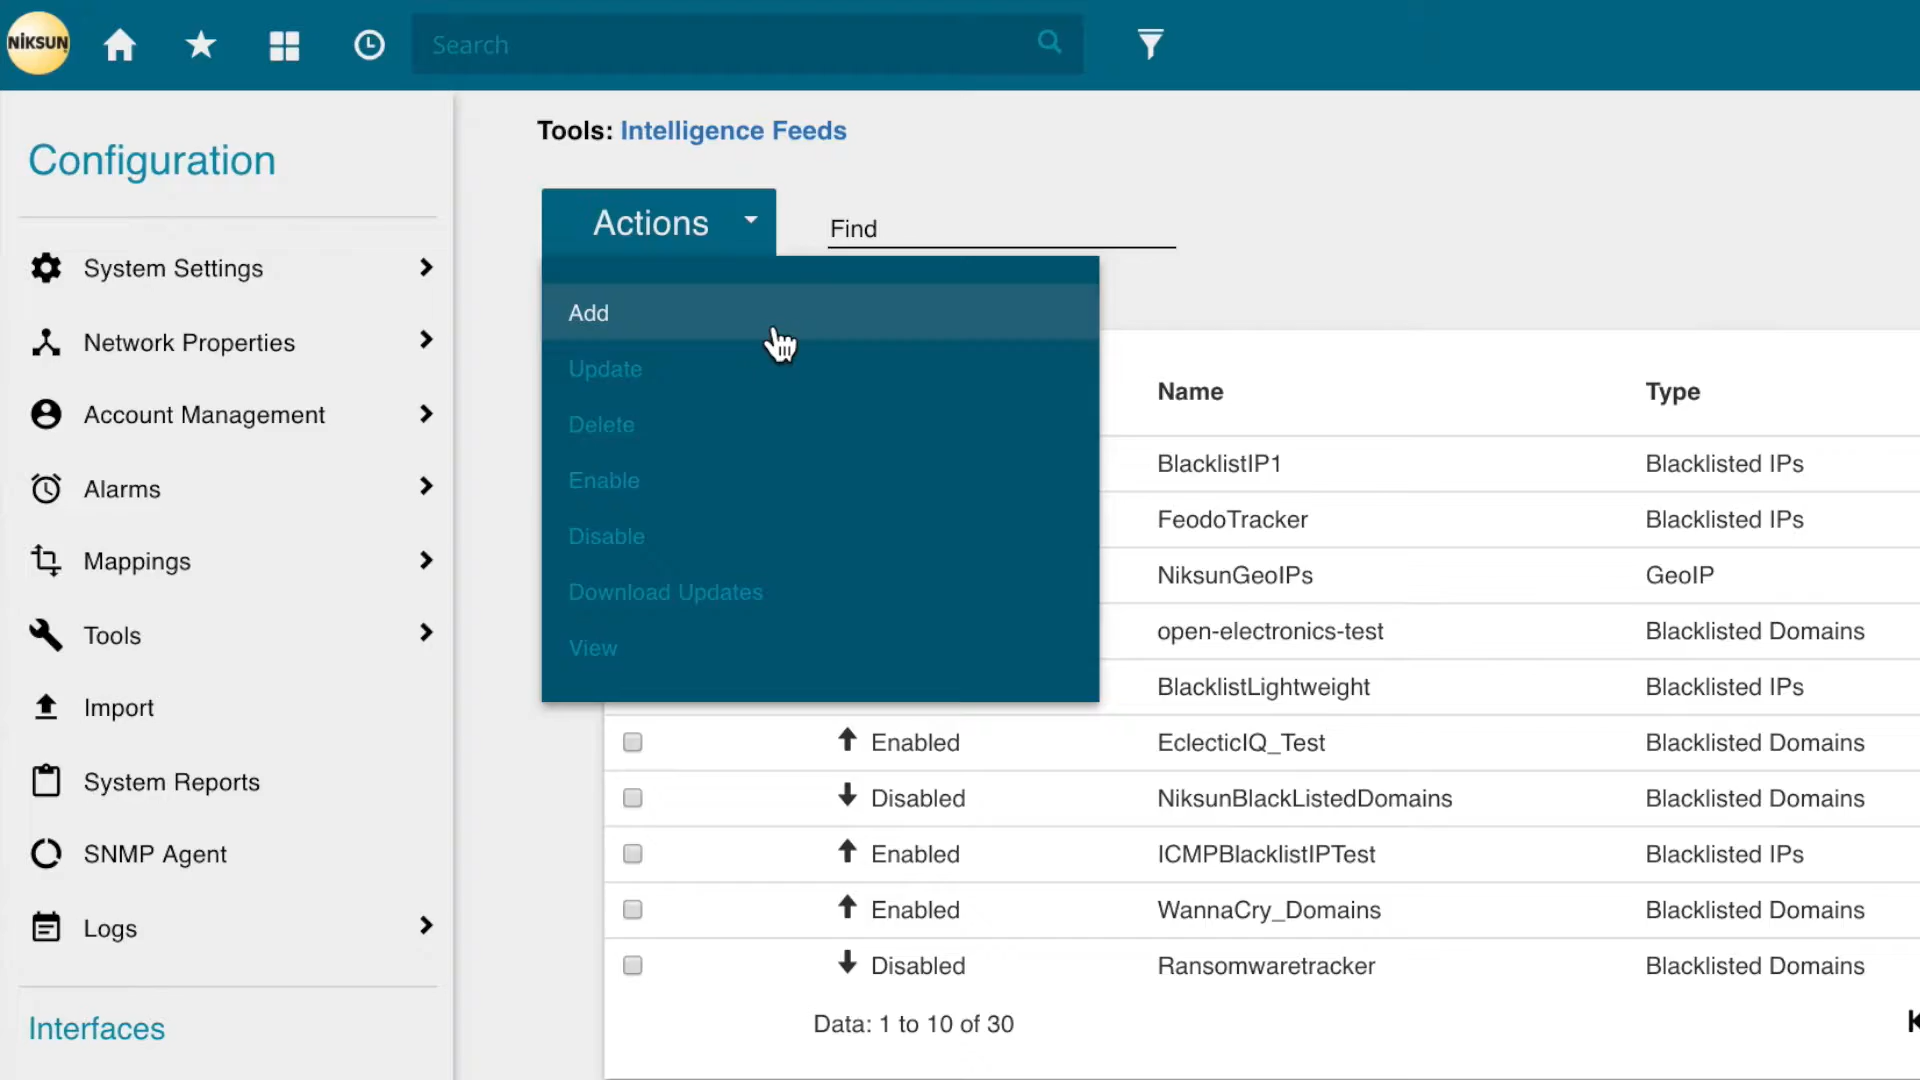 NIKSUN
Search
Configuration
System Settings
Network Properties
Account Management
Alarms
Mappings
Tools
Import
System Reports
SNMP Agent
Logs
Interfaces
Tools: Intelligence Feeds
Actions
Find
Add
Update
Delete
Enable
Disable
Download Updates
View
Name Type
BlacklistIP1 Blacklisted IPs
FeodoTracker Blacklisted IPs
NiksunGeoIPs GeoIP
open-electronics-test Blacklisted Domains
BlacklistLightweight Blacklisted IPs
Enabled EclecticIQ_Test Blacklisted Domains
Disabled NiksunBlackListedDomains Blacklisted Domains
Enabled ICMPBlacklistIPTest Blacklisted IPs
Enabled WannaCry_Domains Blacklisted Domains
Disabled Ransomwaretracker Blacklisted Domains
Data: 1 to 10 of 30